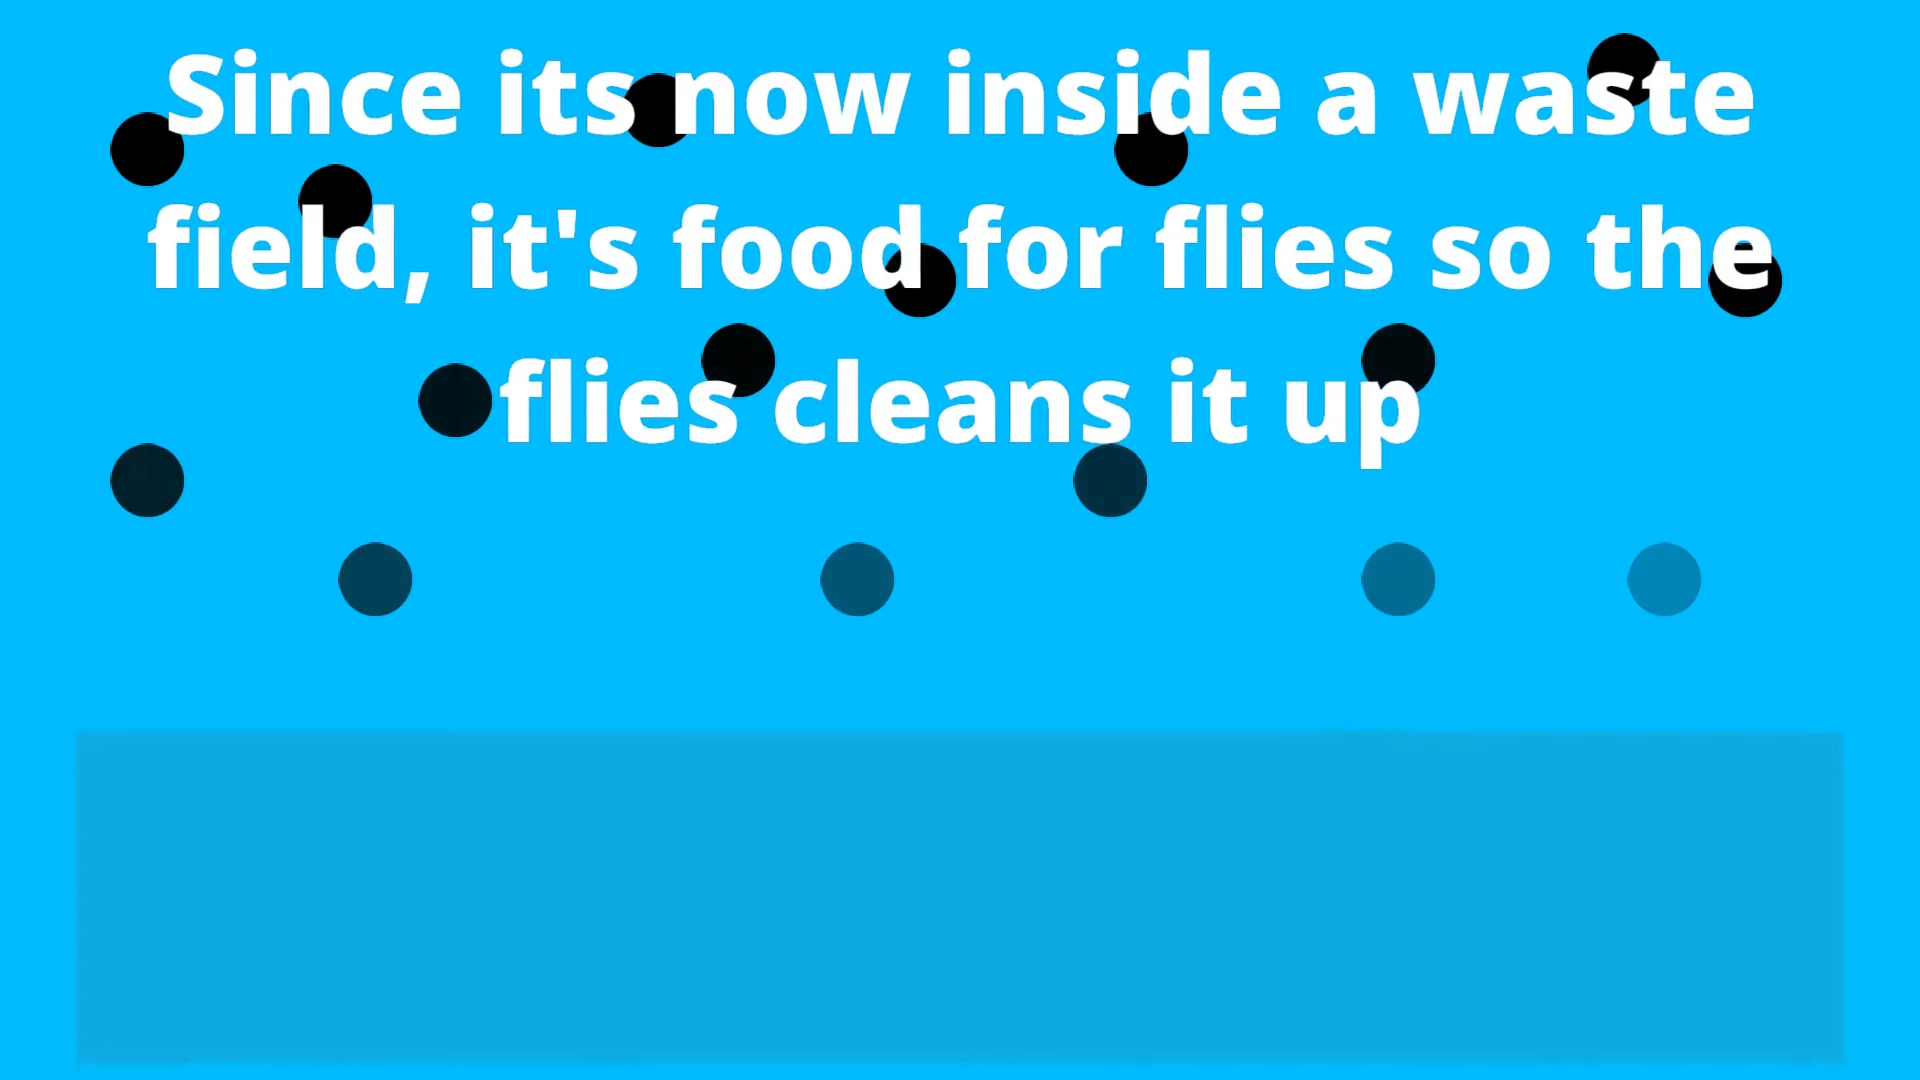 Since its now inside a waste
field, it's food for flies so the
flies cleans it up